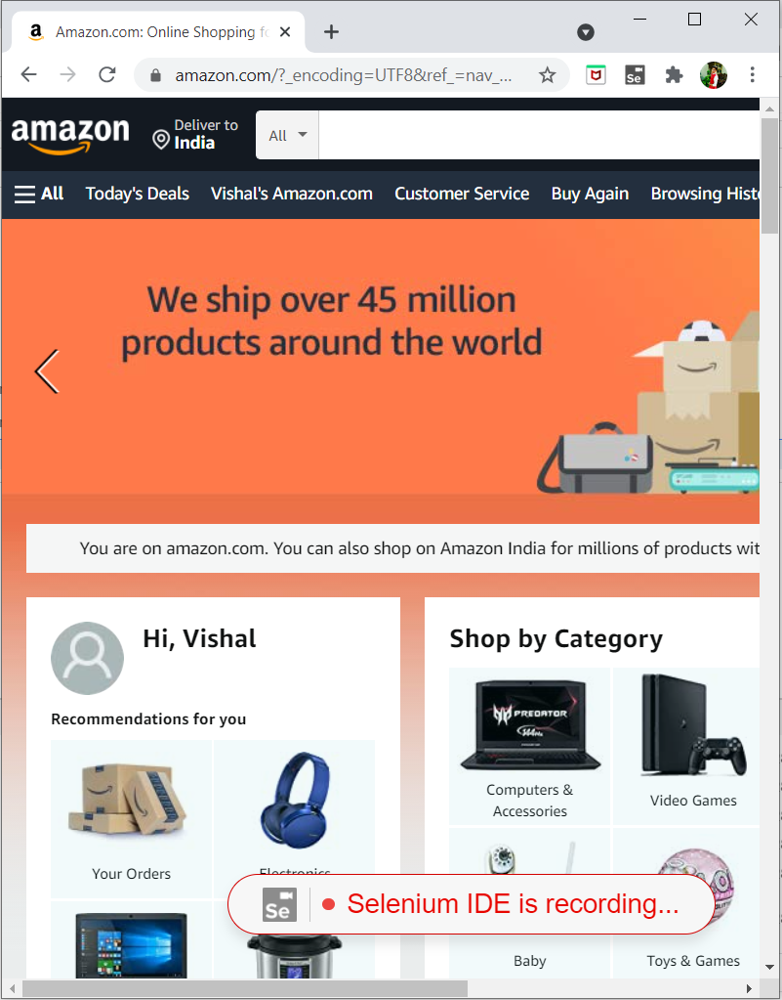 Amazon.com: Online Shopping fo
amazon.com/?_encoding=UTF8&ref_=nav_...
Se
amazon
Deliver to
India
All
All
Today's Deals
Vishal's Amazon.com
Customer Service
Buy Again
Browsing Histo
We ship over 45 million
products around the world
You are on amazon.com. You can also shop on Amazon India for millions of products wit
Hi, Vishal
Recommendations for you
Your Orders
Electronics
Shop by Category
PREDATOR
144Hz
Computers &
Accessories
Video Games
Baby
Toys & Games
Se
Selenium IDE is recording...